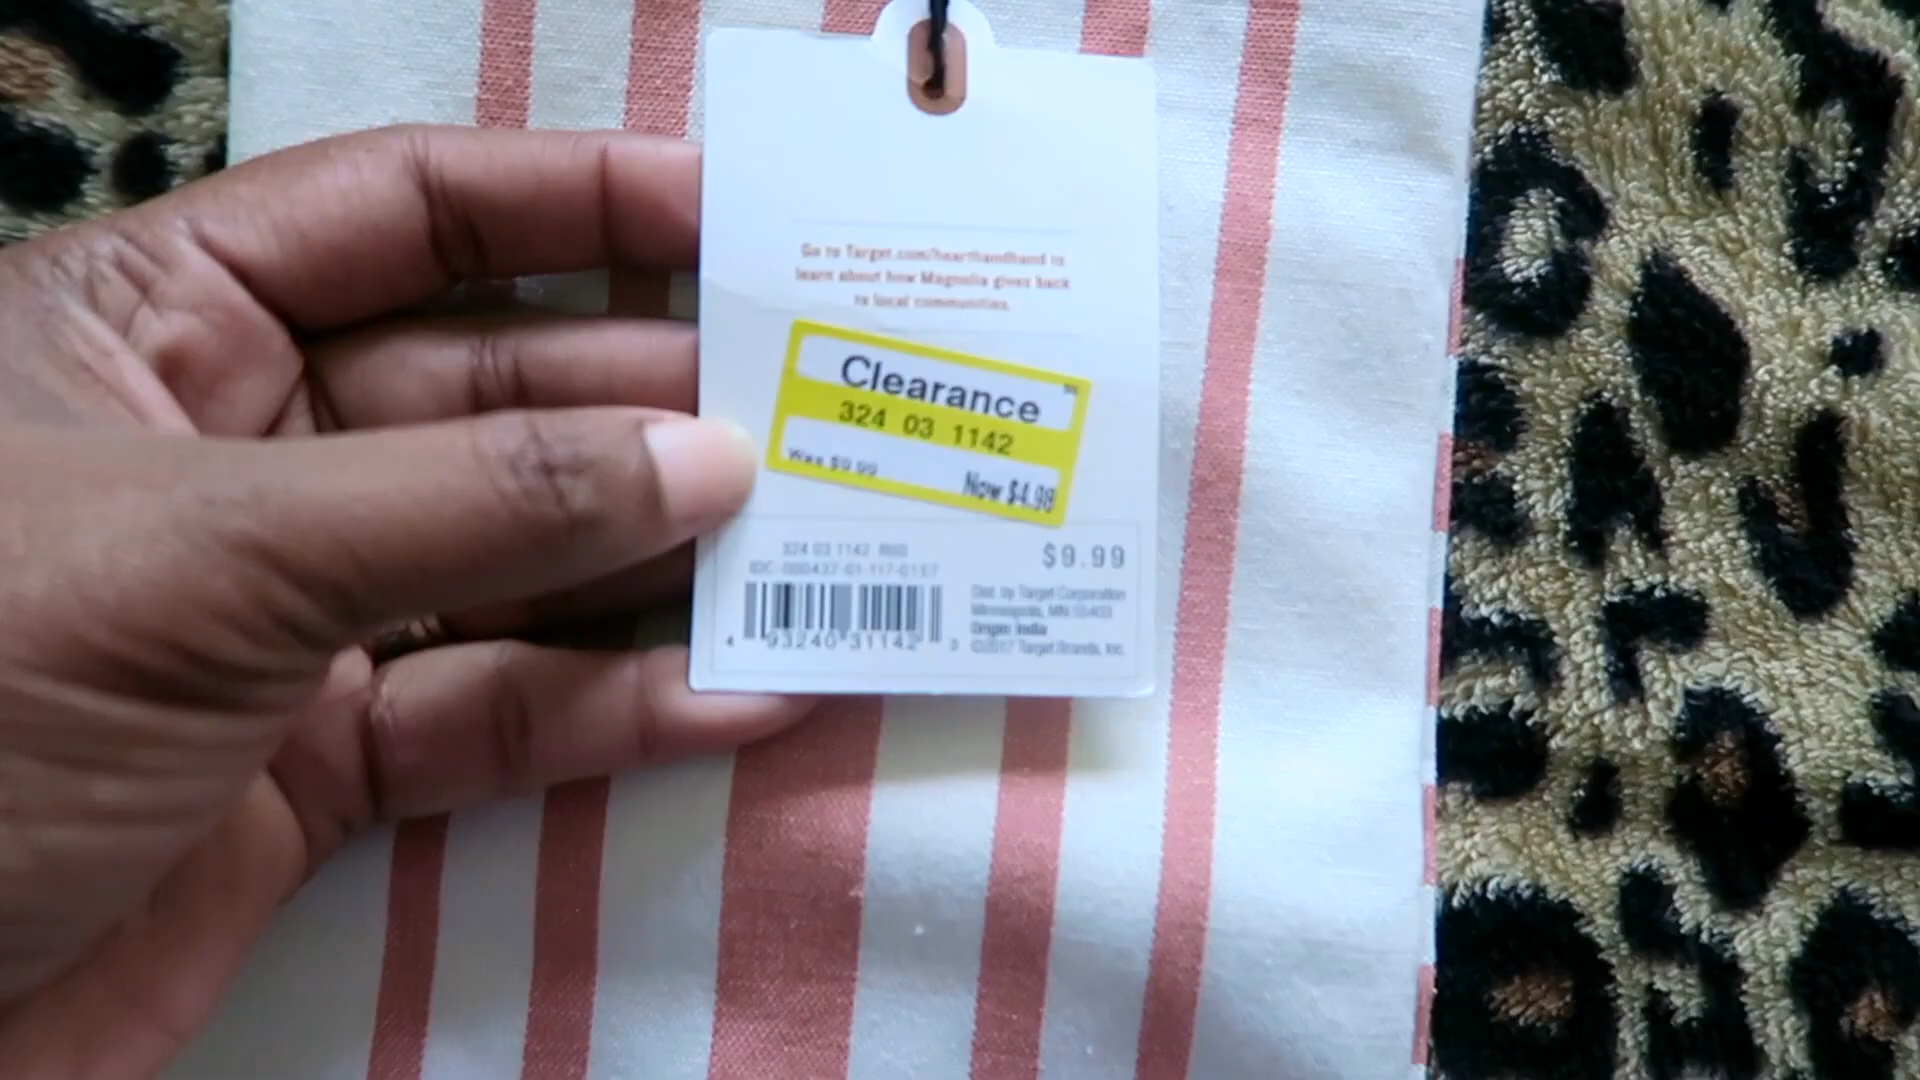 Go to Target.com/hearthandhand to
learn about how Magnolia gives back
to local communities.
Clearance
324 03 1142
Was $9.99
Now $4.98
324 03 1142
$9.99
Dist. by Target Corporation
Minneapolis, MN 55403
Origin: India
©2017 Target Brands, Inc.
4 93240 31142 0